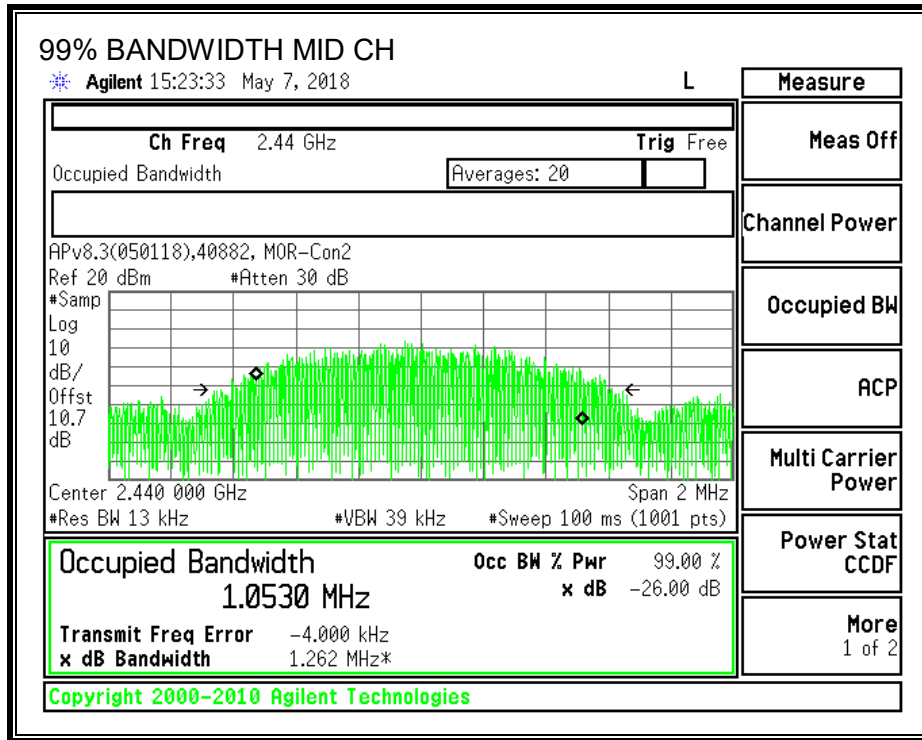 99% BANDWIDTH MID CH
Agilent 15:23:33 May 7, 2018 L
Ch Freq 2.44 GHz Trig Free
Occupied Bandwidth Averages: 20
APv8.3(050118),40882, MOR-Con2
Ref 20 dBm #Atten 30 dB
#Samp
Log
10
dB/
Offst
10.7
dB
Center 2.440 000 GHz Span 2 MHz
#Res BW 13 kHz #VBW 39 kHz #Sweep 100 ms (1001 pts)
Occupied Bandwidth Occ BW % Pwr 99.00 %
1.0530 MHz x dB -26.00 dB
Transmit Freq Error -4.000 kHz
x dB Bandwidth 1.262 MHz*
Copyright 2000-2010 Agilent Technologies
Measure
Meas Off
Channel Power
Occupied BW
ACP
Multi Carrier
Power
Power Stat
CCDF
More
1 of 2